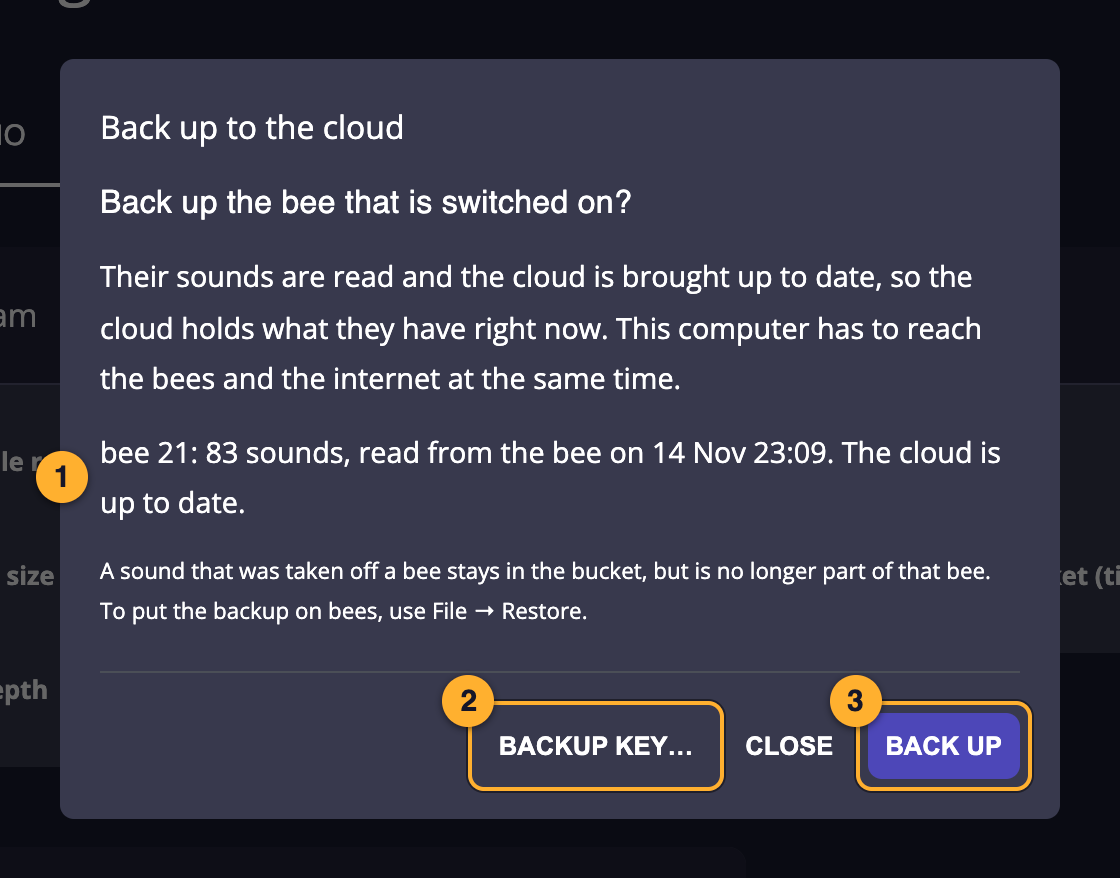 Back up to the cloud
Back up the bee that is switched on?
Their sounds are read and the cloud is brought up to date, so the
cloud holds what they have right now. This computer has to reach
the bees and the internet at the same time.
bee 21: 83 sounds, read from the bee on 14 Nov 23:09. The cloud is
up to date.
1
A sound that was taken off a bee stays in the bucket, but is no longer part of that bee.
size
To put the backup on bees, use File → Restore.
2
3
BACKUP KEY... CLOSE BACK UP